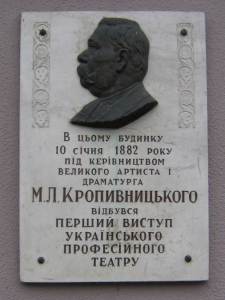 В цьому будинку
10 січня 1882 року
під керівництвом
великого артиста і
драматурга
М.Л.Кропивницького
відбувся
перший виступ
українського
професійного
театру